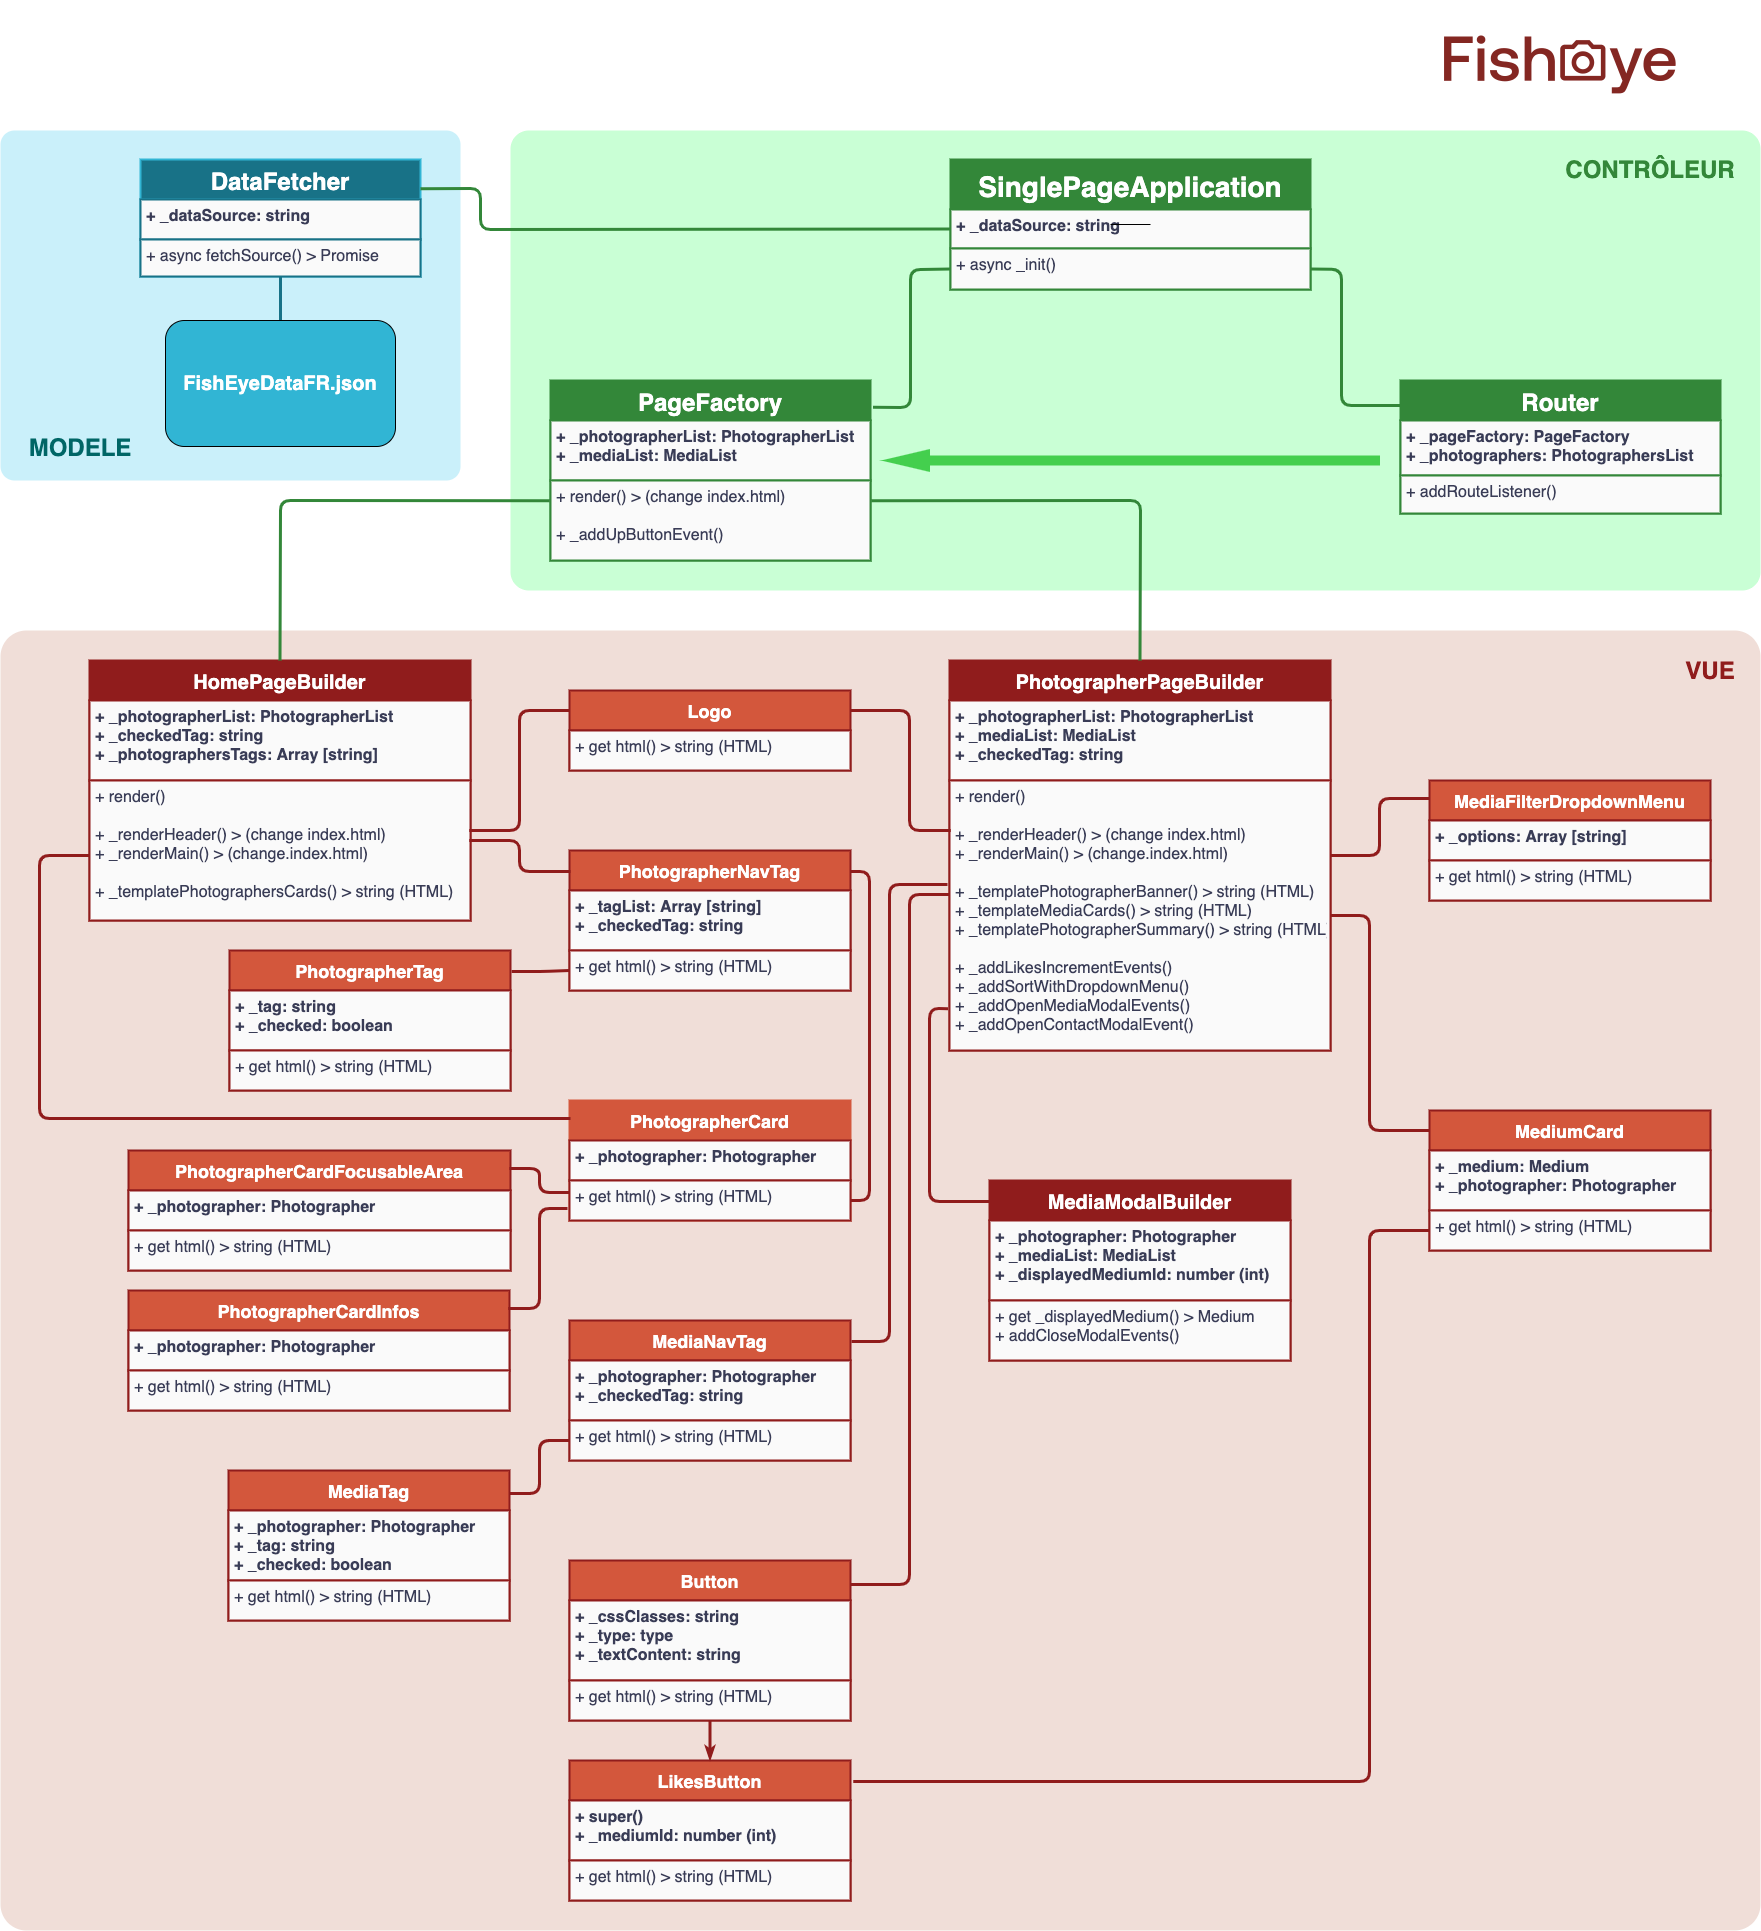 Fisheye
DataFetcher
+ _dataSource: string
+ async fetchSource() > Promise
FishEyeDataFR.json
MODELE
CONTRÔLEUR
SinglePageApplication
+ _dataSource: string
+ async _init()
PageFactory
+ _photographerList: PhotographerList
+ _mediaList: MediaList
+ render() > (change index.html)
+ _addUpButtonEvent()
Router
+ _pageFactory: PageFactory
+ _photographers: PhotographersList
+ addRouteListener()
VUE
HomePageBuilder
+ _photographerList: PhotographerList
+ _checkedTag: string
+ _photographersTags: Array [string]
+ render()
+ _renderHeader() > (change index.html)
+ _renderMain() > (change.index.html)
+ _templatePhotographersCards() > string (HTML)
Logo
+ get html() > string (HTML)
PhotographerPageBuilder
+ _photographerList: PhotographerList
+ _mediaList: MediaList
+ _checkedTag: string
+ render()
+ _renderHeader() > (change index.html)
+ _renderMain() > (change.index.html)
+ _templatePhotographerBanner() > string (HTML)
+ _templateMediaCards() > string (HTML)
+ _templatePhotographerSummary() > string (HTML
+ _addLikesIncrementEvents()
+ _addSortWithDropdownMenu()
+ _addOpenMediaModalEvents()
+ _addOpenContactModalEvent()
MediaFilterDropdownMenu
+ _options: Array [string]
+ get html() > string (HTML)
PhotographerNavTag
+ _tagList: Array [string]
+ _checkedTag: string
+ get html() > string (HTML)
PhotographerTag
+ _tag: string
+ _checked: boolean
+ get html() > string (HTML)
PhotographerCard
+ _photographer: Photographer
+ get html() > string (HTML)
MediumCard
+ _medium: Medium
+ _photographer: Photographer
+ get html() > string (HTML)
PhotographerCardFocusableArea
+ _photographer: Photographer
+ get html() > string (HTML)
MediaModalBuilder
+ _photographer: Photographer
+ _mediaList: MediaList
+ _displayedMediumId: number (int)
+ get _displayedMedium() > Medium
+ addCloseModalEvents()
PhotographerCardInfos
+ _photographer: Photographer
+ get html() > string (HTML)
MediaNavTag
+ _photographer: Photographer
+ _checkedTag: string
+ get html() > string (HTML)
MediaTag
+ _photographer: Photographer
+ _tag: string
+ _checked: boolean
+ get html() > string (HTML)
Button
+ _cssClasses: string
+ _type: type
+ _textContent: string
+ get html() > string (HTML)
LikesButton
+ super()
+ _mediumId: number (int)
+ get html() > string (HTML)